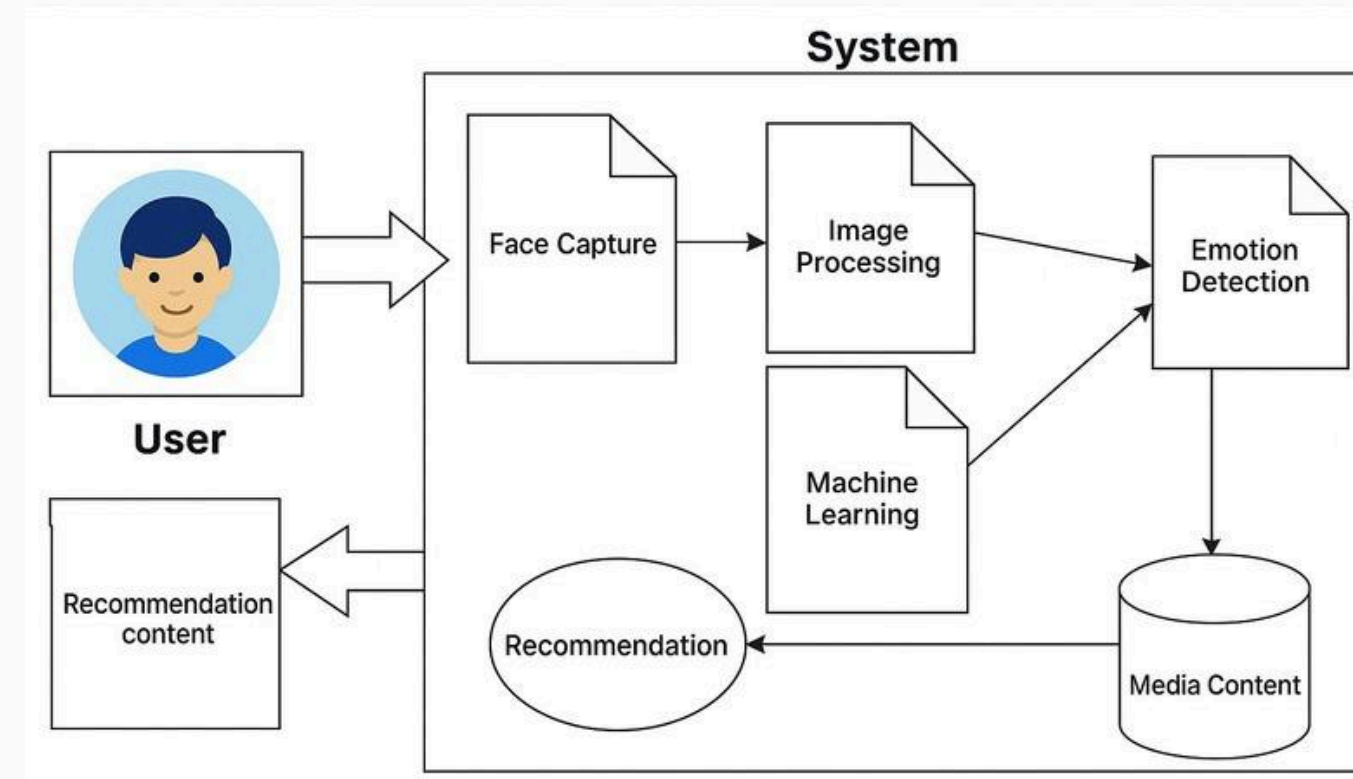 System
Face Capture
Image
Processing
Emotion
Detection
User
Machine
Learning
Recommendation
content
Recommendation
Media Content